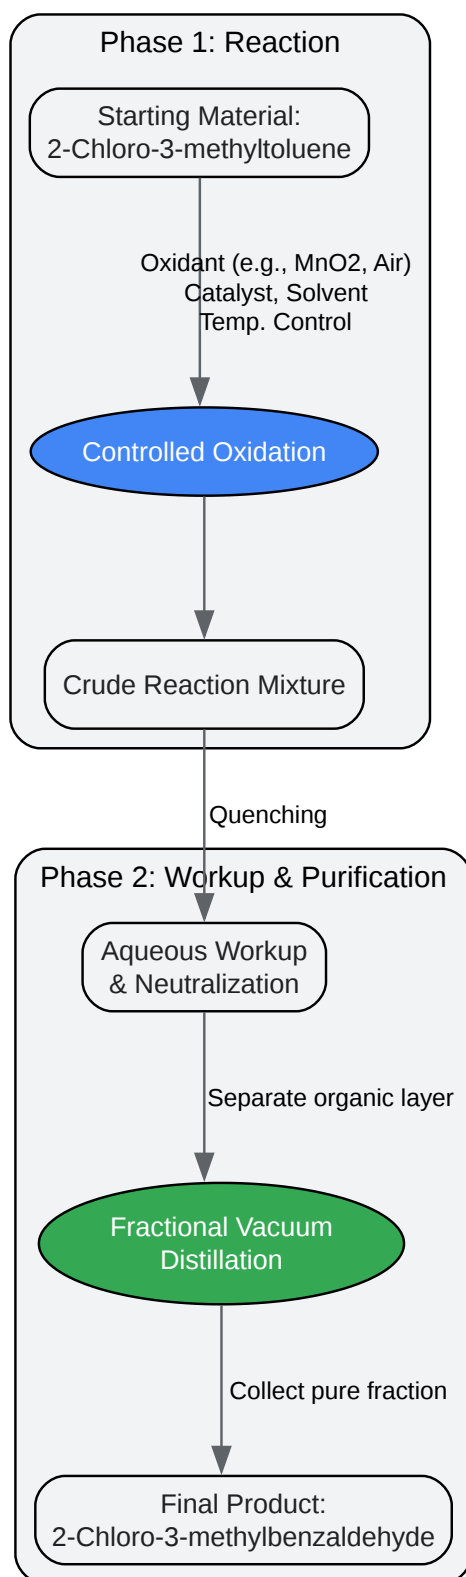 Phase 1: Reaction
Starting Material:
2-Chloro-3-methyltoluene
Oxidant (e.g., MnO2, Air)
Catalyst, Solvent
Temp. Control
Controlled Oxidation
Crude Reaction Mixture
Quenching
Phase 2: Workup & Purification
Aqueous Workup
& Neutralization
Separate organic layer
Fractional Vacuum
Distillation
Collect pure fraction
Final Product:
2-Chloro-3-methylbenzaldehyde